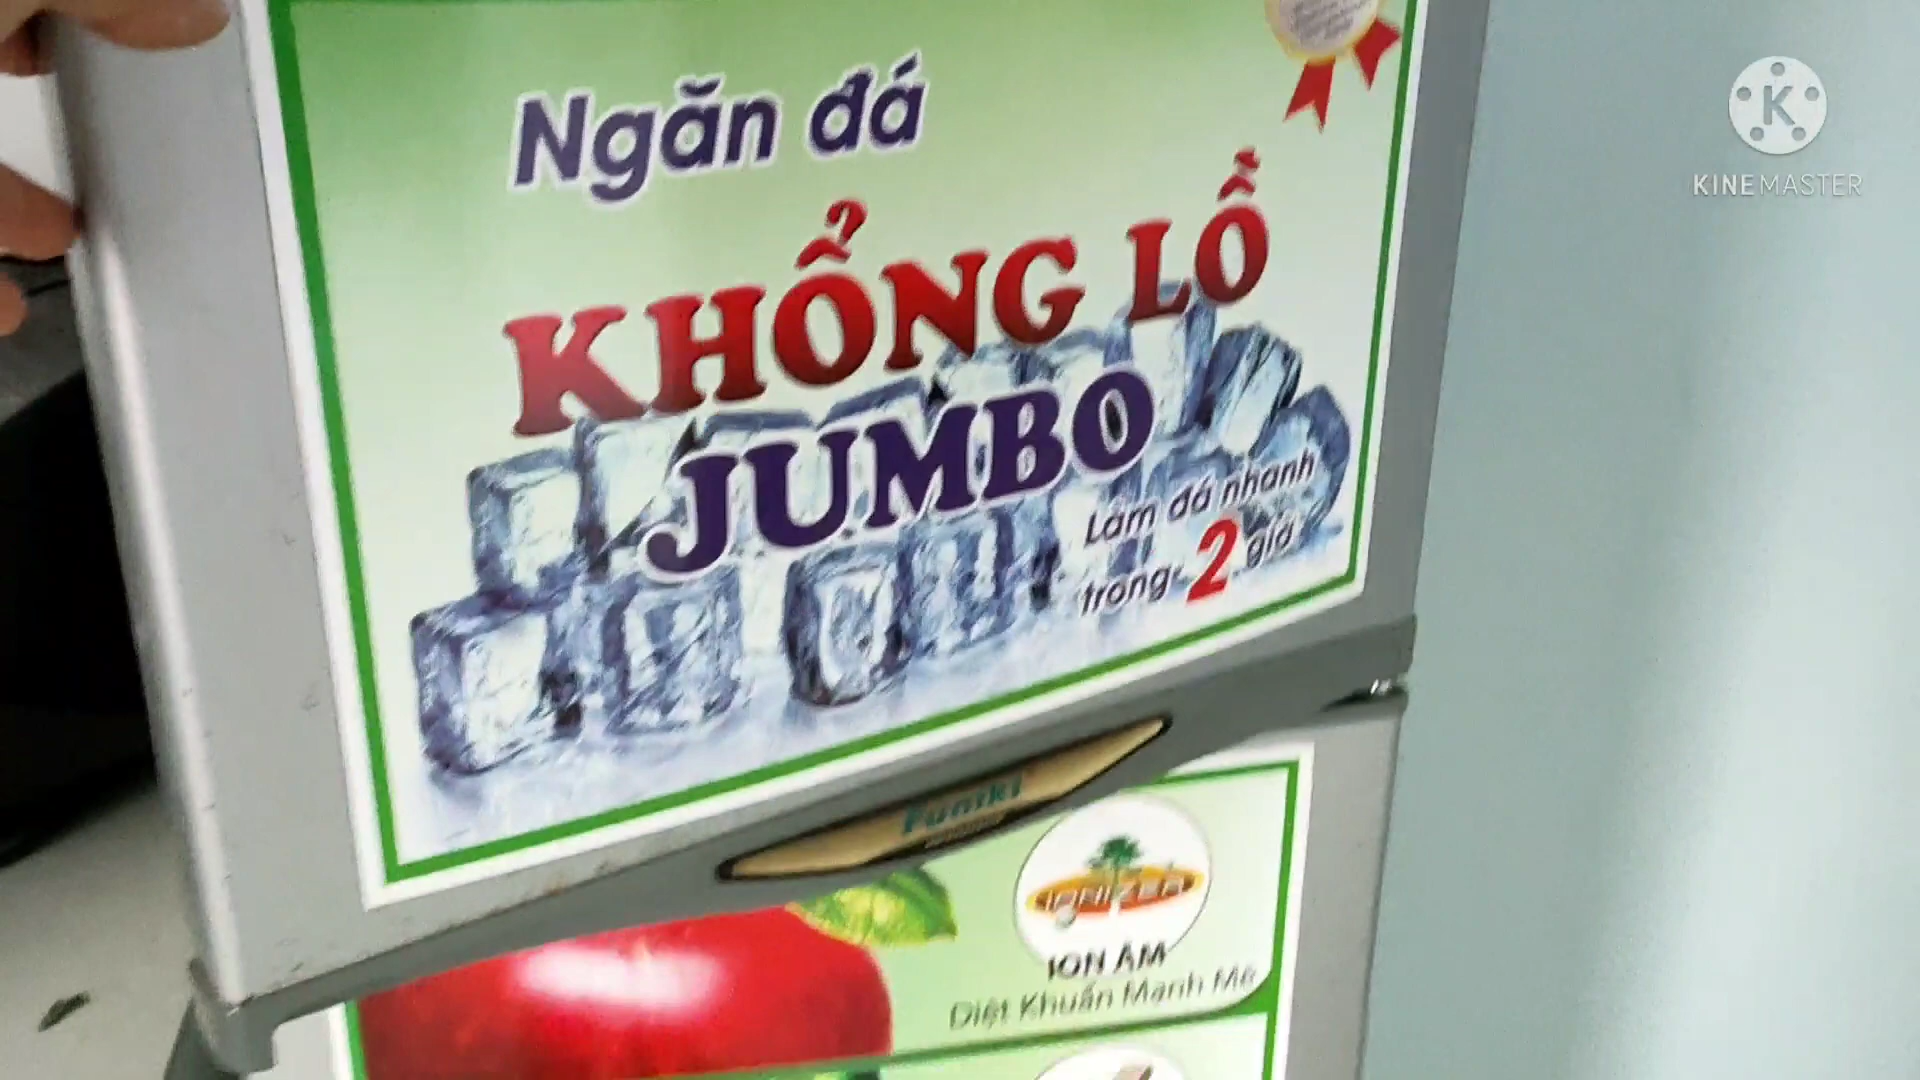 Ngăn đá
KHỔNG LỒ
JUMBO
Làm đá nhanh
trong 2 giờ
Funiki
IONIZER
ION ÂM
Diệt Khuẩn Mạnh Mẽ
K
KINEMASTER